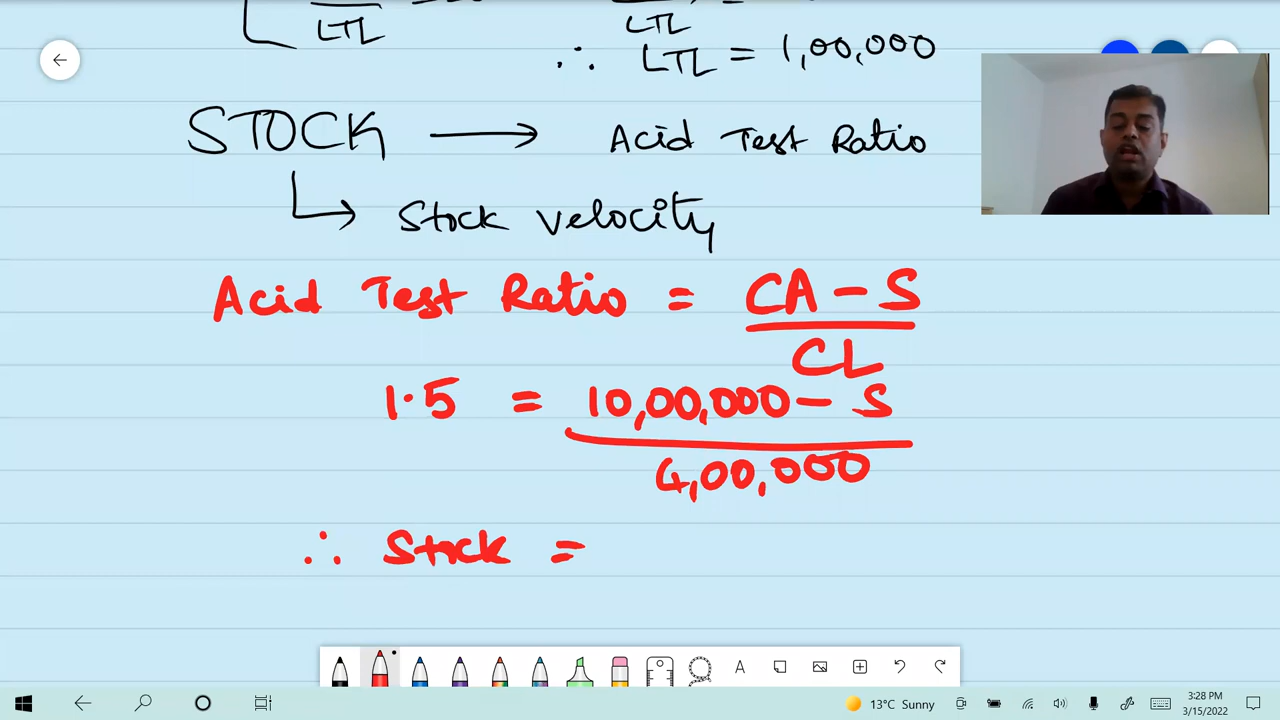 LTL
LTL =
∴ LTL = 1,00,000
STOCK → Acid Test Ratio
↳ Stock velocity
Acid Test Ratio = CA - S
CL
1.5 = 10,00,000 - S
4,00,000
∴ Stock =
A
13°C Sunny
3:28 PM
3/15/2022